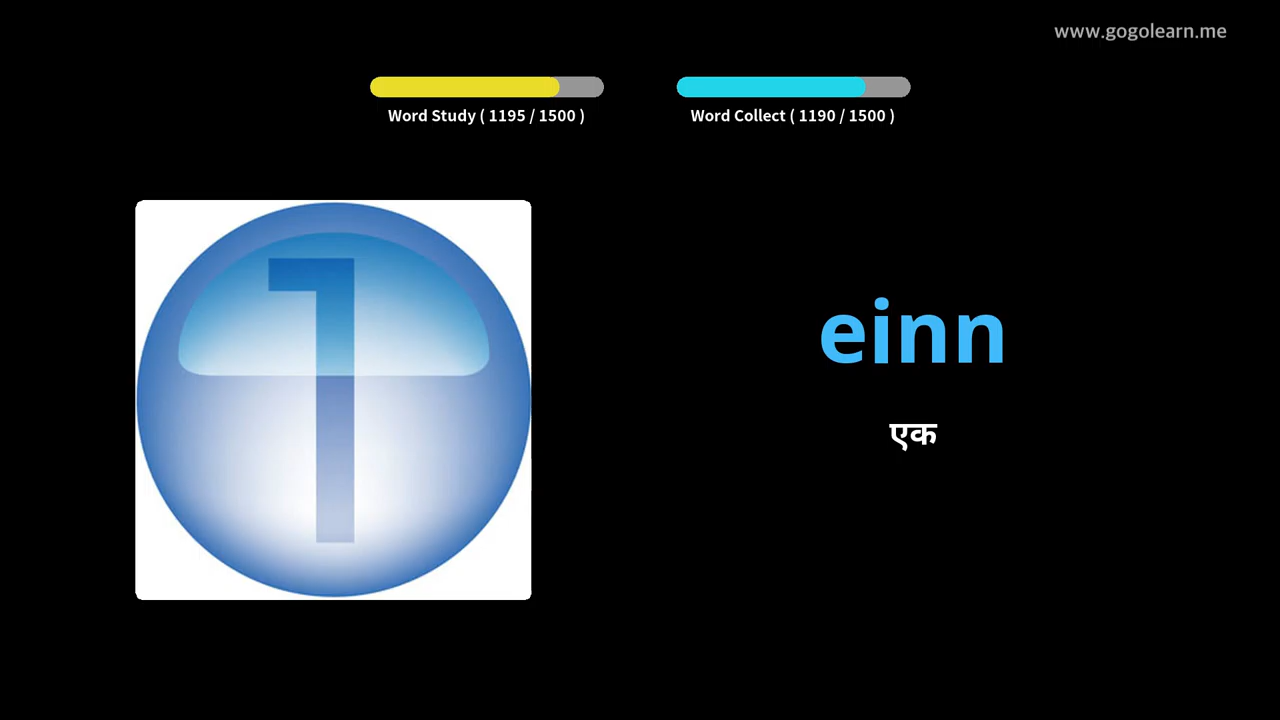 www.gogolearn.me
Word Study ( 1195 / 1500 )
Word Collect ( 1190 / 1500 )
1
einn
एक